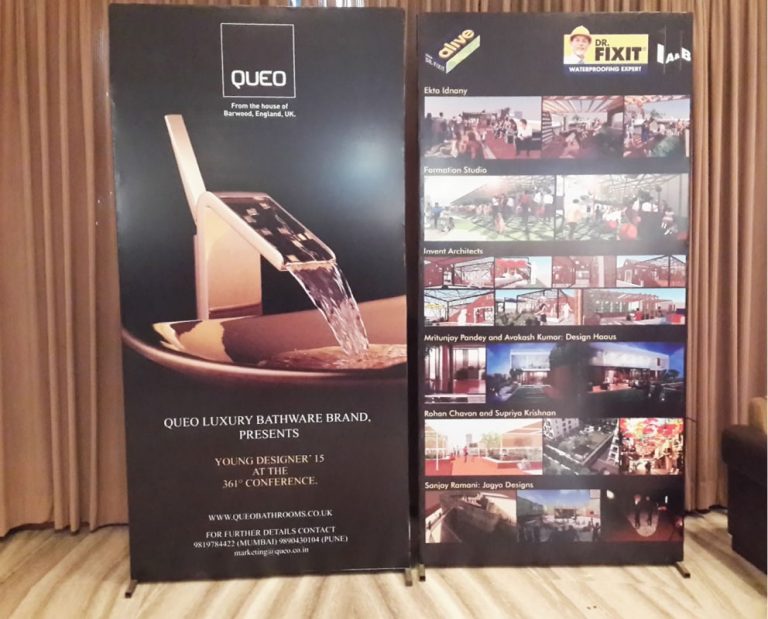 QUEO
From the house of
Barwood, England, UK.
QUEO LUXURY BATHWARE BRAND,
PRESENTS
YOUNG DESIGNER' 15
AT THE
361° CONFERENCE.
WWW.QUEOBATHROOMS.CO.UK
FOR FURTHER DETAILS CONTACT
9819784422 (MUMBAI) 9890430104 (PUNE)
marketing@queo.co.in
alive
DR.
FIXIT
WATERPROOFING EXPERT
IA&B
Ekta Idnany
Farmation Studio
Invent Architects
Mritunjay Pandey and Avakash Kumar: Design Haous
Rohan Chavan and Supriya Krishnan
Sanjay Ramani: Jagyo Designs